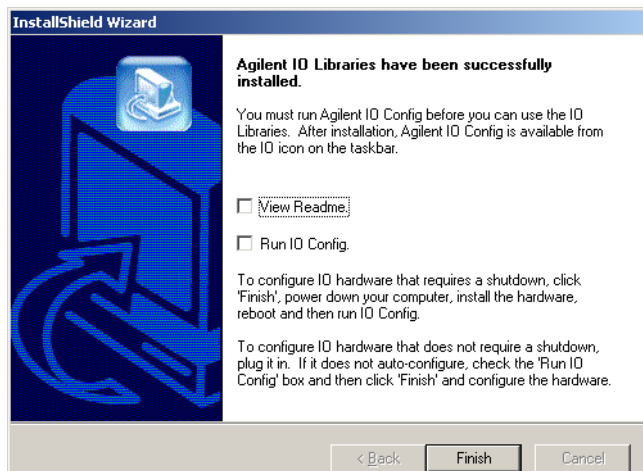 InstallShield Wizard
Agilent IO Libraries have been successfully
installed.
You must run Agilent IO Config before you can use the IO
Libraries. After installation, Agilent IO Config is available from
the IO icon on the taskbar.
View Readme.
Run IO Config.
To configure IO hardware that requires a shutdown, click
'Finish', power down your computer, install the hardware,
reboot and then run IO Config.
To configure IO hardware that does not require a shutdown,
plug it in. If it does not auto-configure, check the 'Run IO
Config' box and then click 'Finish' and configure the hardware.
< Back Finish Cancel